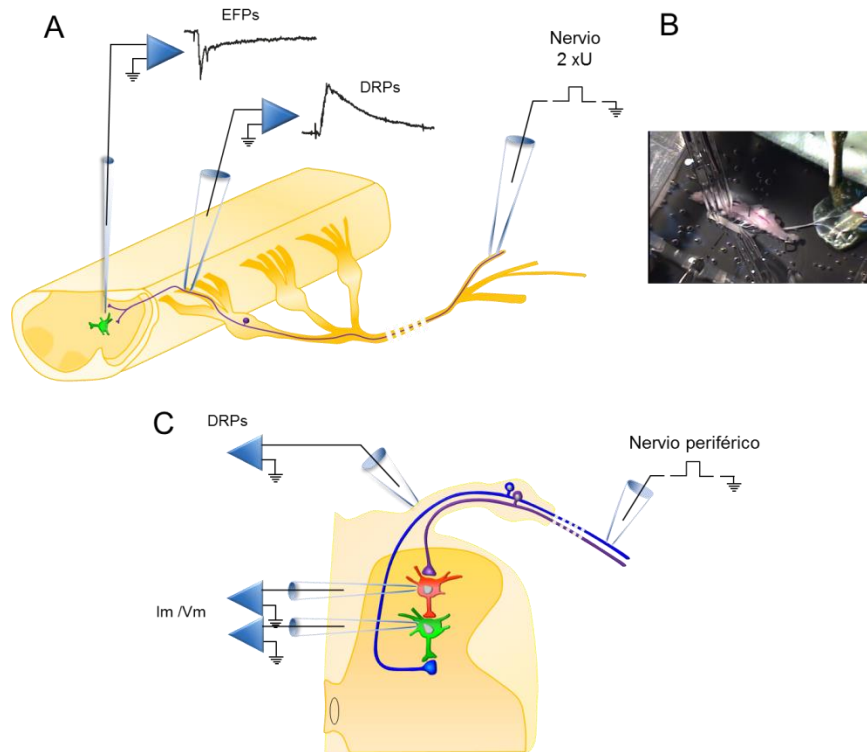 A
EFPs
Nervio
2 xU
B
DRPs
C
DRPs
Nervio periférico
Im /Vm